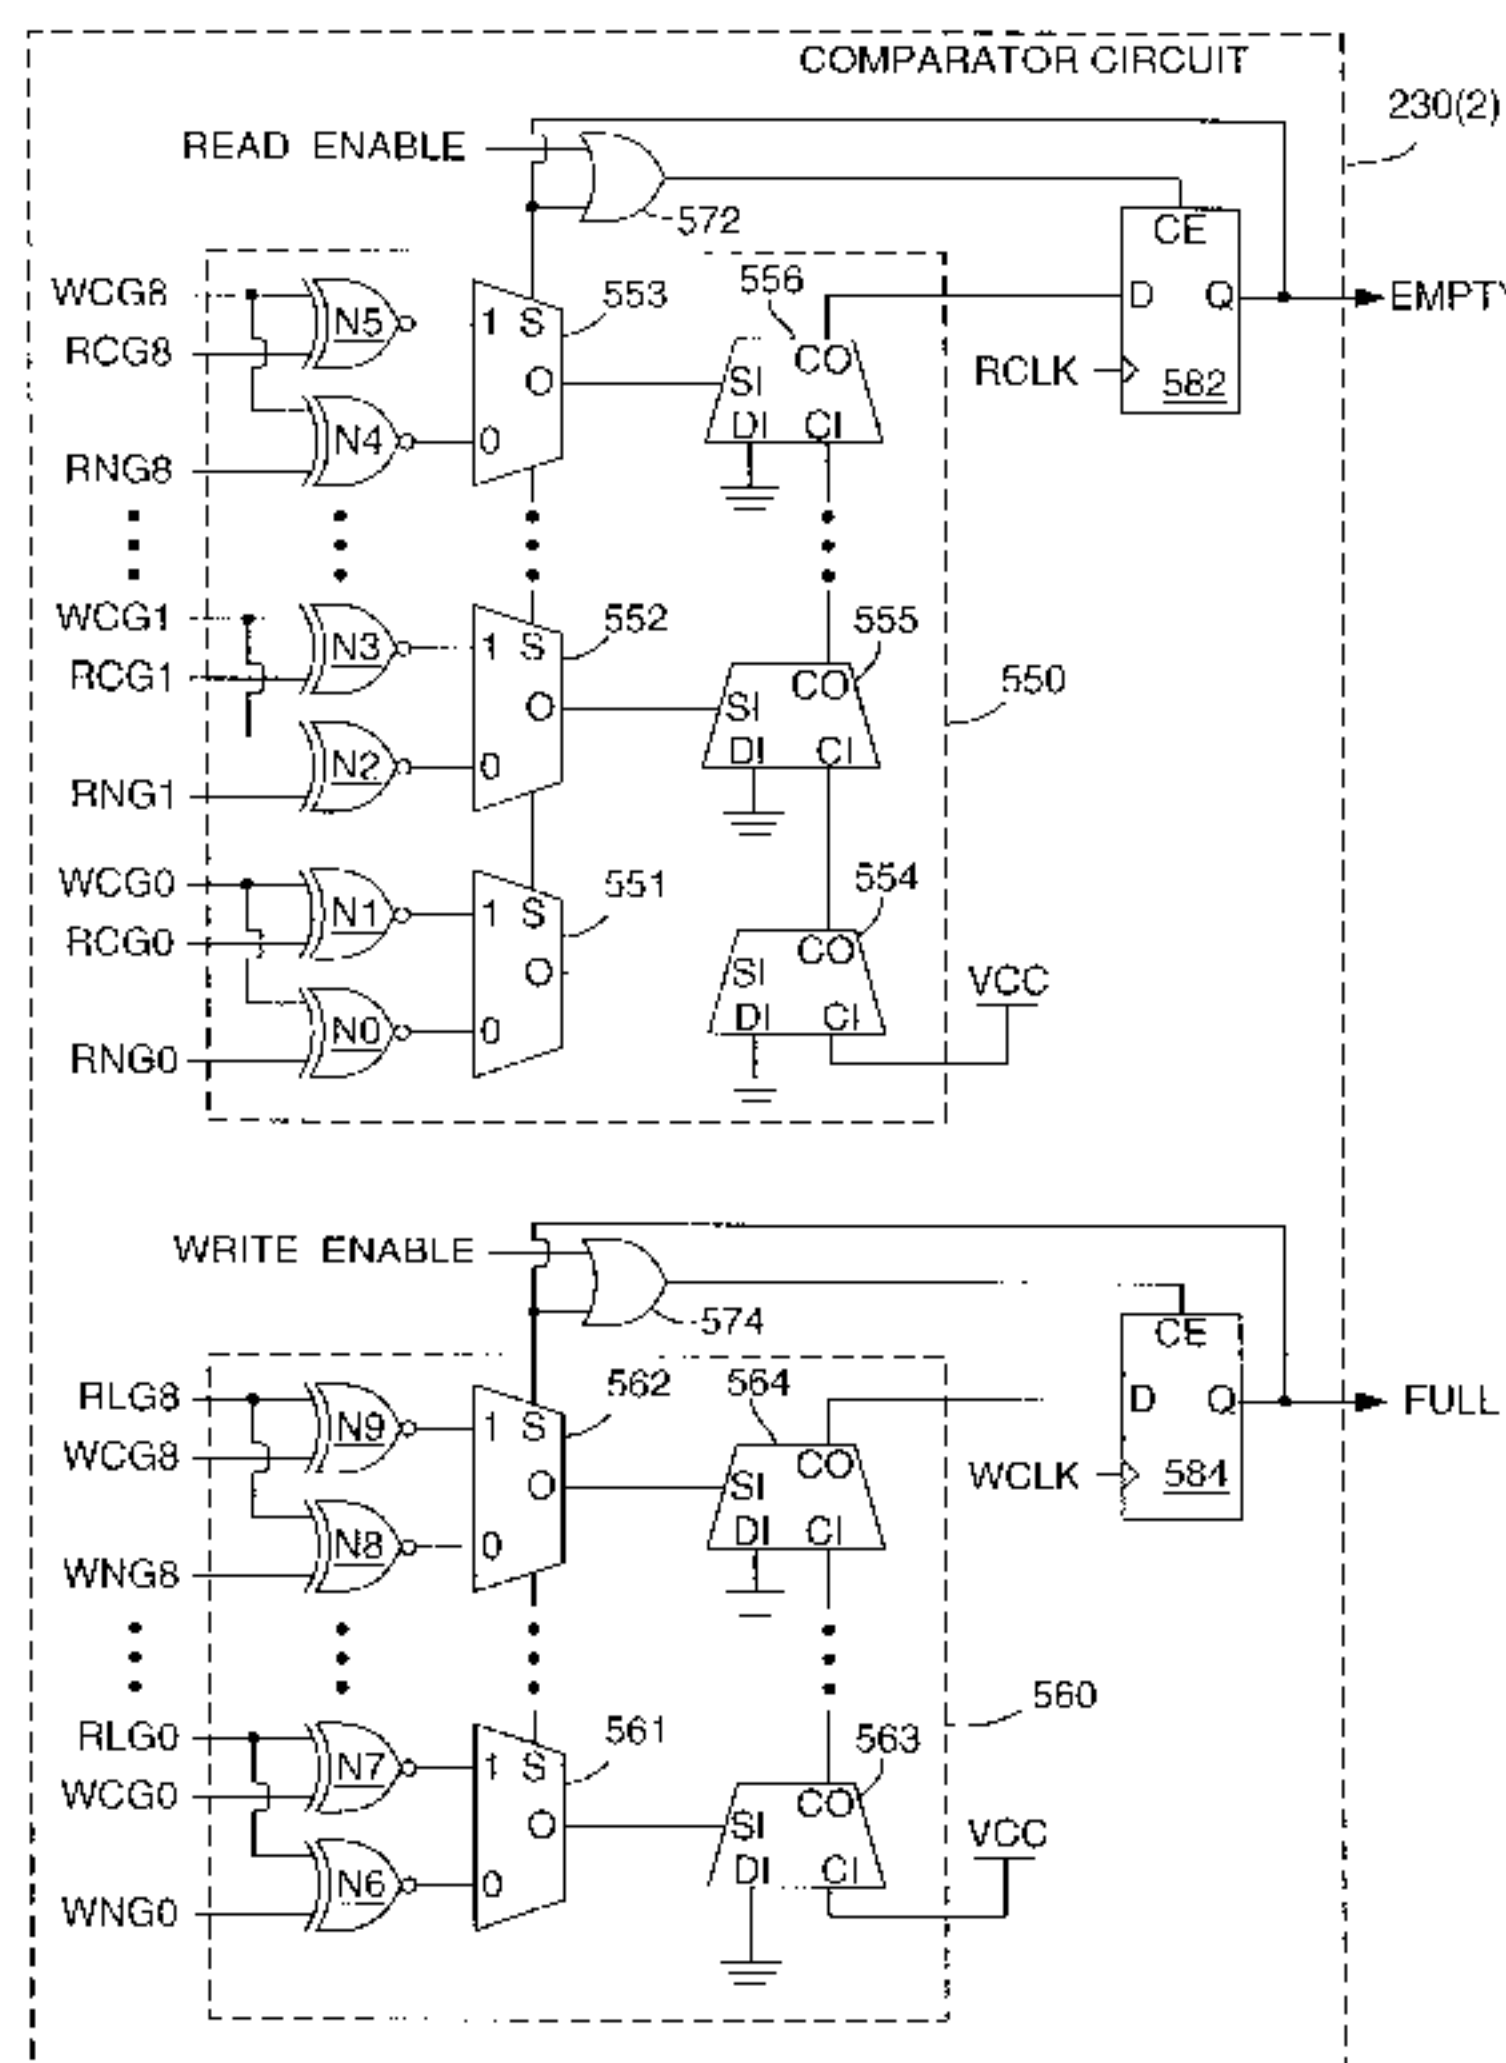 COMPARATOR CIRCUIT
230(2)
READ ENABLE
572
CE
WCG8
N5
1 S
553
556
D Q
EMPTY
RCG8
CO
RCLK
582
O
SI
N4
0
DI CI
RNG8
WCG1
N3
1 S
552
555
RCG1
CO
550
O
SI
N2
0
DI CI
RNG1
WCG0
N1
1 S
551
554
RCG0
CO
O
SI
VCC
N0
0
DI CI
RNG0
WRITE ENABLE
574
CE
RLG8
N9
1 S
562
564
D Q
FULL
WCG8
CO
WCLK
584
O
SI
N8
0
DI CI
WNG8
560
RLG0
N7
1 S
561
563
WCG0
CO
O
SI
VCC
N6
0
DI CI
WNG0